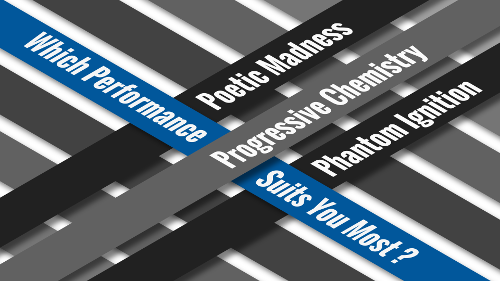 Which Performance
Poetic Madness
Progressive Chemistry
Phantom Ignition
Suits You Most ?